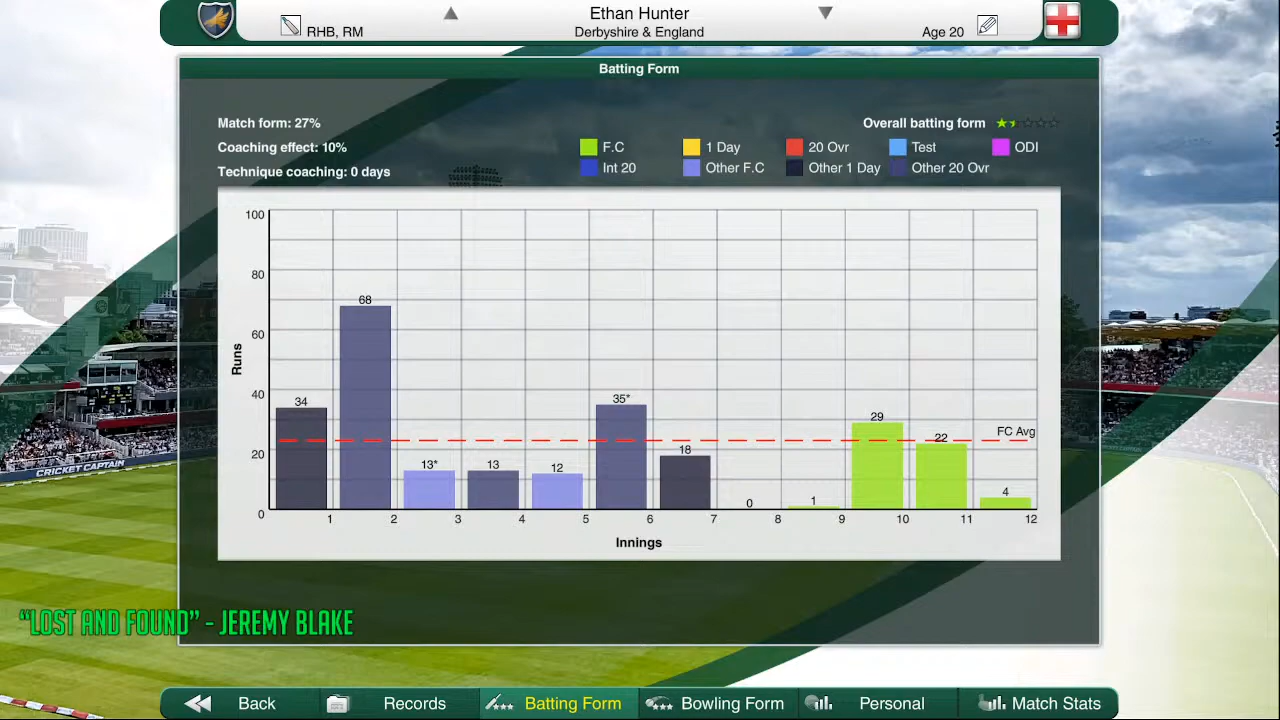 Ethan Hunter
RHB, RM
Derbyshire & England
Age 20
Batting Form
Match form: 27%
Overall batting form
Coaching effect: 10%
F.C
1 Day
20 Ovr
Test
ODI
Technique coaching: 0 days
Int 20
Other F.C
Other 1 Day
Other 20 Ovr
100
80
60
40
20
0
Runs
34
68
13*
13
12
35*
18
0
1
29
22
4
FC Avg
1 2 3 4 5 6 7 8 9 10 11 12
Innings
CRICKET CAPTAIN
"LOST AND FOUND" - JEREMY BLAKE
Back
Records
Batting Form
Bowling Form
Personal
Match Stats